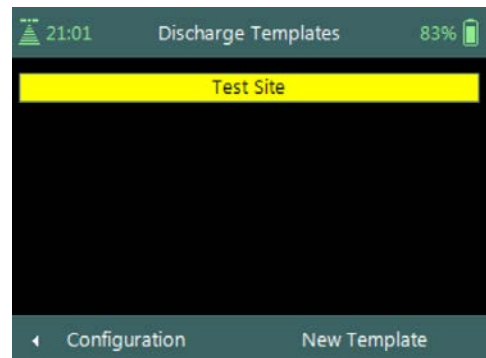 21:01 Discharge Templates 83%
Test Site
Configuration New Template